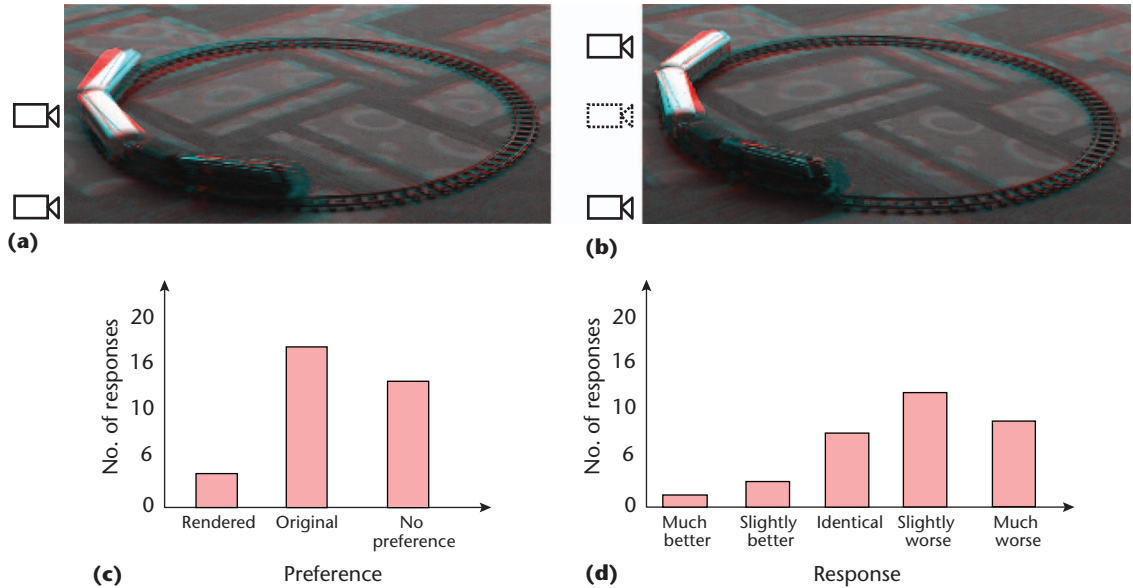 (a)
(b)
No. of responses
20
16
10
6
0
Rendered
Original
No
preference
(c)
Preference
No. of responses
20
16
10
6
0
Much
better
Slightly
better
Identical
Slightly
worse
Much
worse
(d)
Response